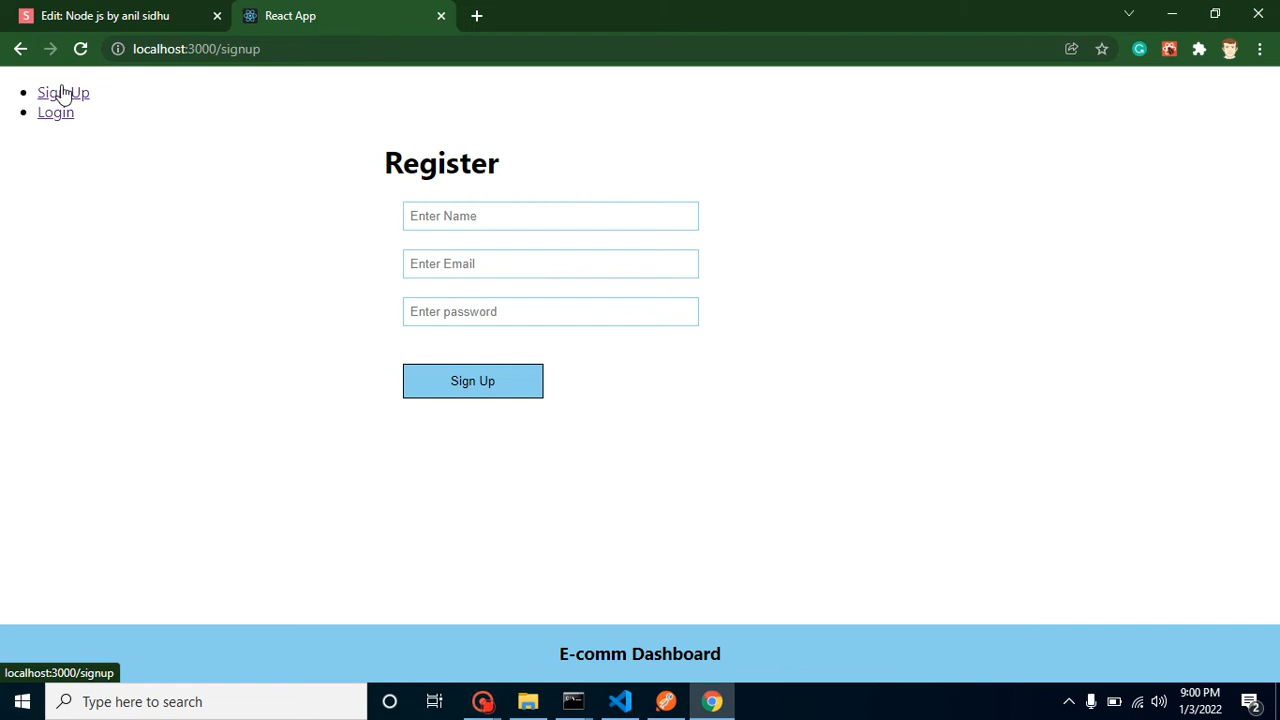 Edit: Node js by anil sidhu
React App
localhost:3000/signup
Sign Up
Login
Register
Enter Name
Enter Email
Enter password
Sign Up
E-comm Dashboard
localhost:3000/signup
Type here to search
9:00 PM
1/3/2022
2